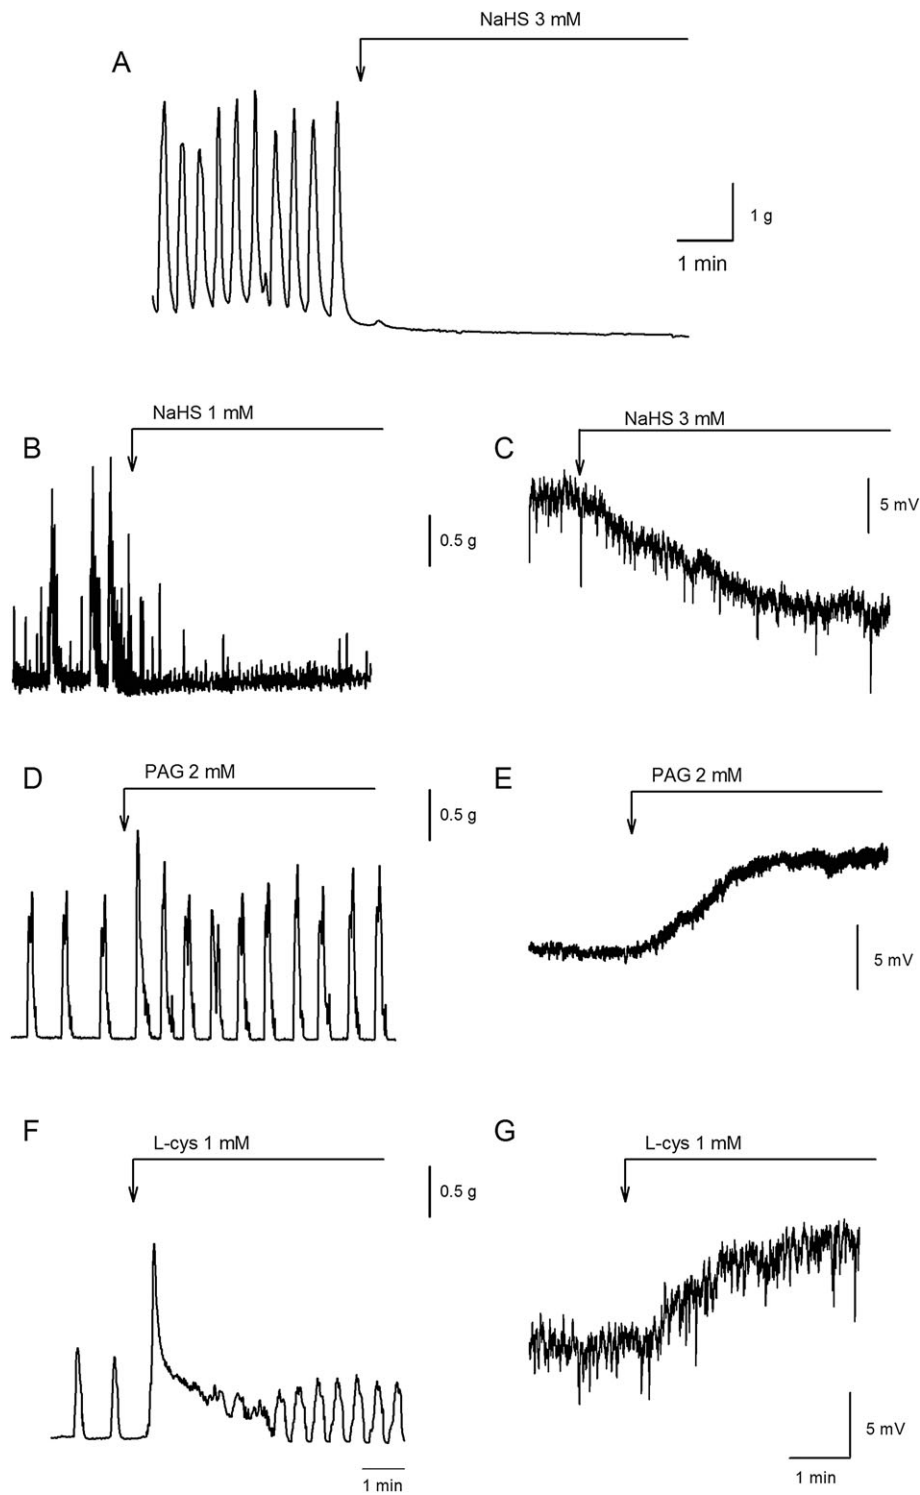 NaHS 3 mM
A
1 g
1 min
NaHS 1 mM
B
0.5 g
NaHS 3 mM
C
5 mV
PAG 2 mM
D
0.5 g
PAG 2 mM
E
5 mV
L-cys 1 mM
F
0.5 g
1 min
L-cys 1 mM
G
5 mV
1 min